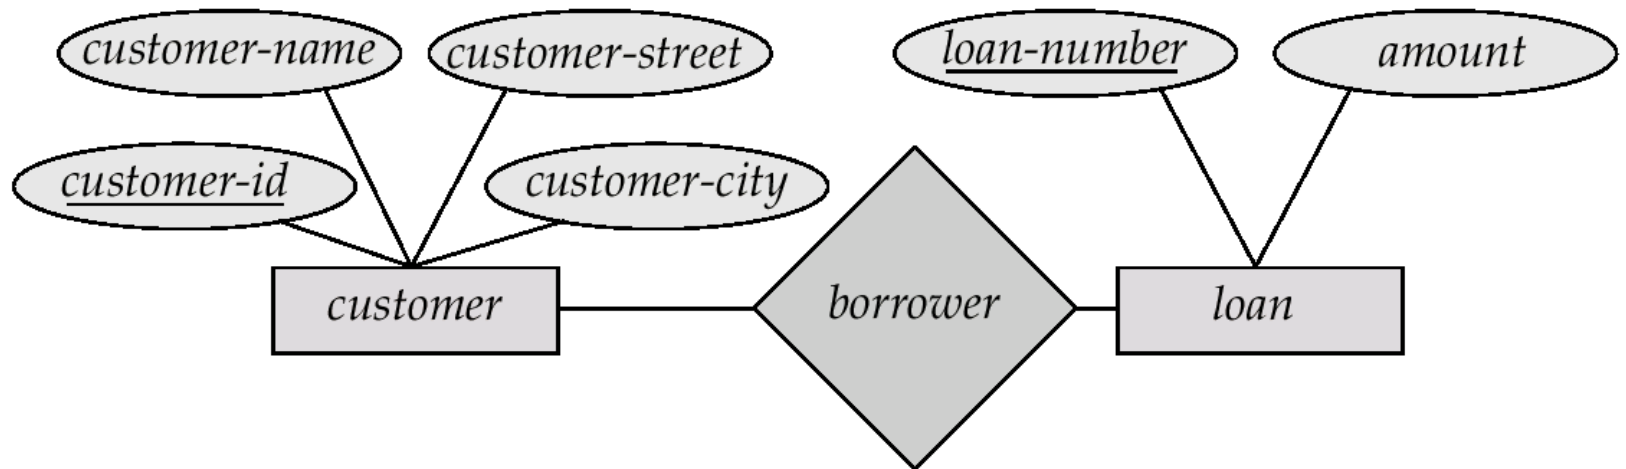 customer-name
customer-street
loan-number
amount
customer-id
customer-city
customer
borrower
loan